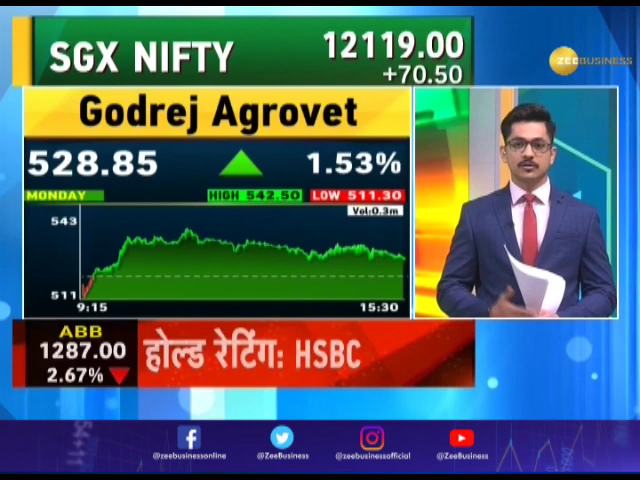 SGX NIFTY
12119.00
+70.50
ZEEBUSINESS
Godrej Agrovet
528.85
1.53%
MONDAY
HIGH 542.50
LOW 511.30
Vol:0.3m
543
511
9:15
15:30
ABB
1287.00
2.67%
होल्ड रेटिंग: HSBC
@zeebusinessonline
@ZeeBusiness
@zeebusinessofficial
@ZeeBusiness